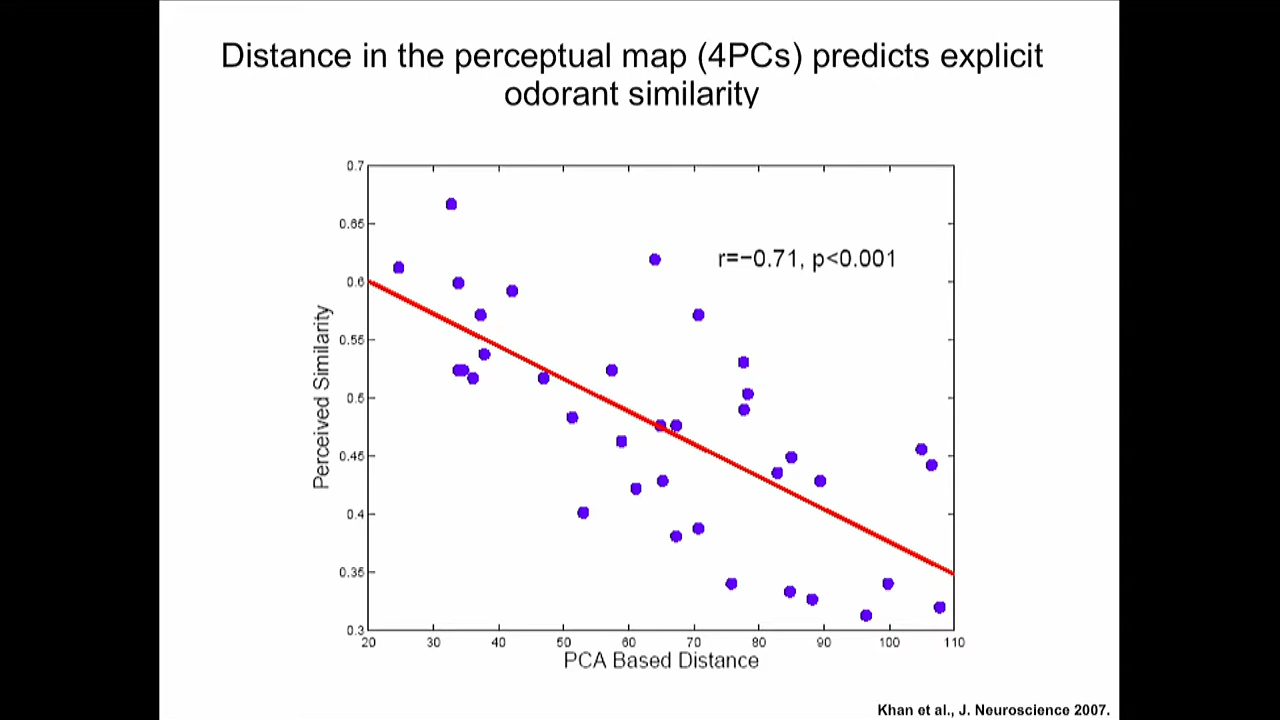 Distance in the perceptual map (4PCs) predicts explicit
odorant similarity
0.7
0.65
0.6
0.55
0.5
0.45
0.4
0.35
0.3
r=−0.71, p<0.001
Perceived Similarity
20 30 40 50 60 70 80 90 100 110
PCA Based Distance
Khan et al., J. Neuroscience 2007.